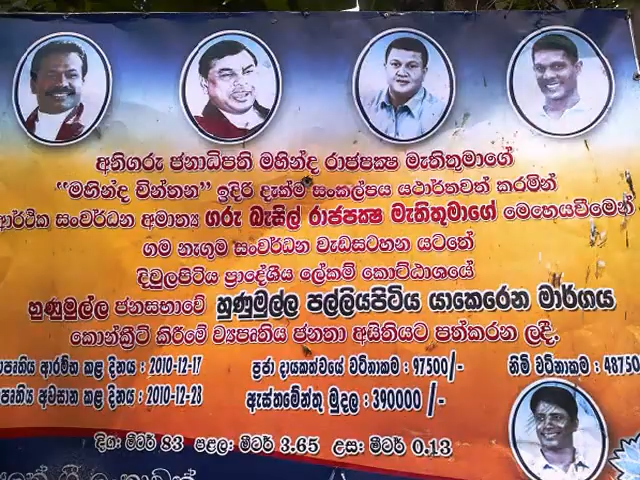 අතිගරු ජනාධිපති මහින්ද රාජපක්ෂ මැතිතුමාගේ
“මහින්ද චින්තන” ඉදිරි දැක්ම සංකල්පය යථාර්තවත් කරමින්
ආර්ථික සංවර්ධන අමාත්‍ය ගරු බැසිල් රාජපක්ෂ මැතිතුමාගේ මෙහෙයවීමෙන්
ගම නැගුම සංවර්ධන වැඩසටහන යටතේ
දිවුලපිටිය ප්‍රාදේශීය ලේකම් කොට්ඨාශයේ
හුණුමුල්ල ජනසභාවේ හුණුමුල්ල පල්ලියපිටිය යාකෙරෙන මාර්ගය
කොන්ක්‍රීට් කිරීමේ ව්‍යපෘතිය ජනතා අයිතියට පත්කරන ලදී.
ආරම්භ කළ දිනය : 2010-12-17 ප්‍රජා දායකත්වයේ වටිනාකම : 97500/- නිමි වටිනාකම : 48750
අවසාන කළ දිනය : 2010-12-28 ඇස්තමේන්තු මුදල : 390000 /-
දිග: මීටර් 83 පළල: මීටර් 3.65 උස: මීටර් 0.13